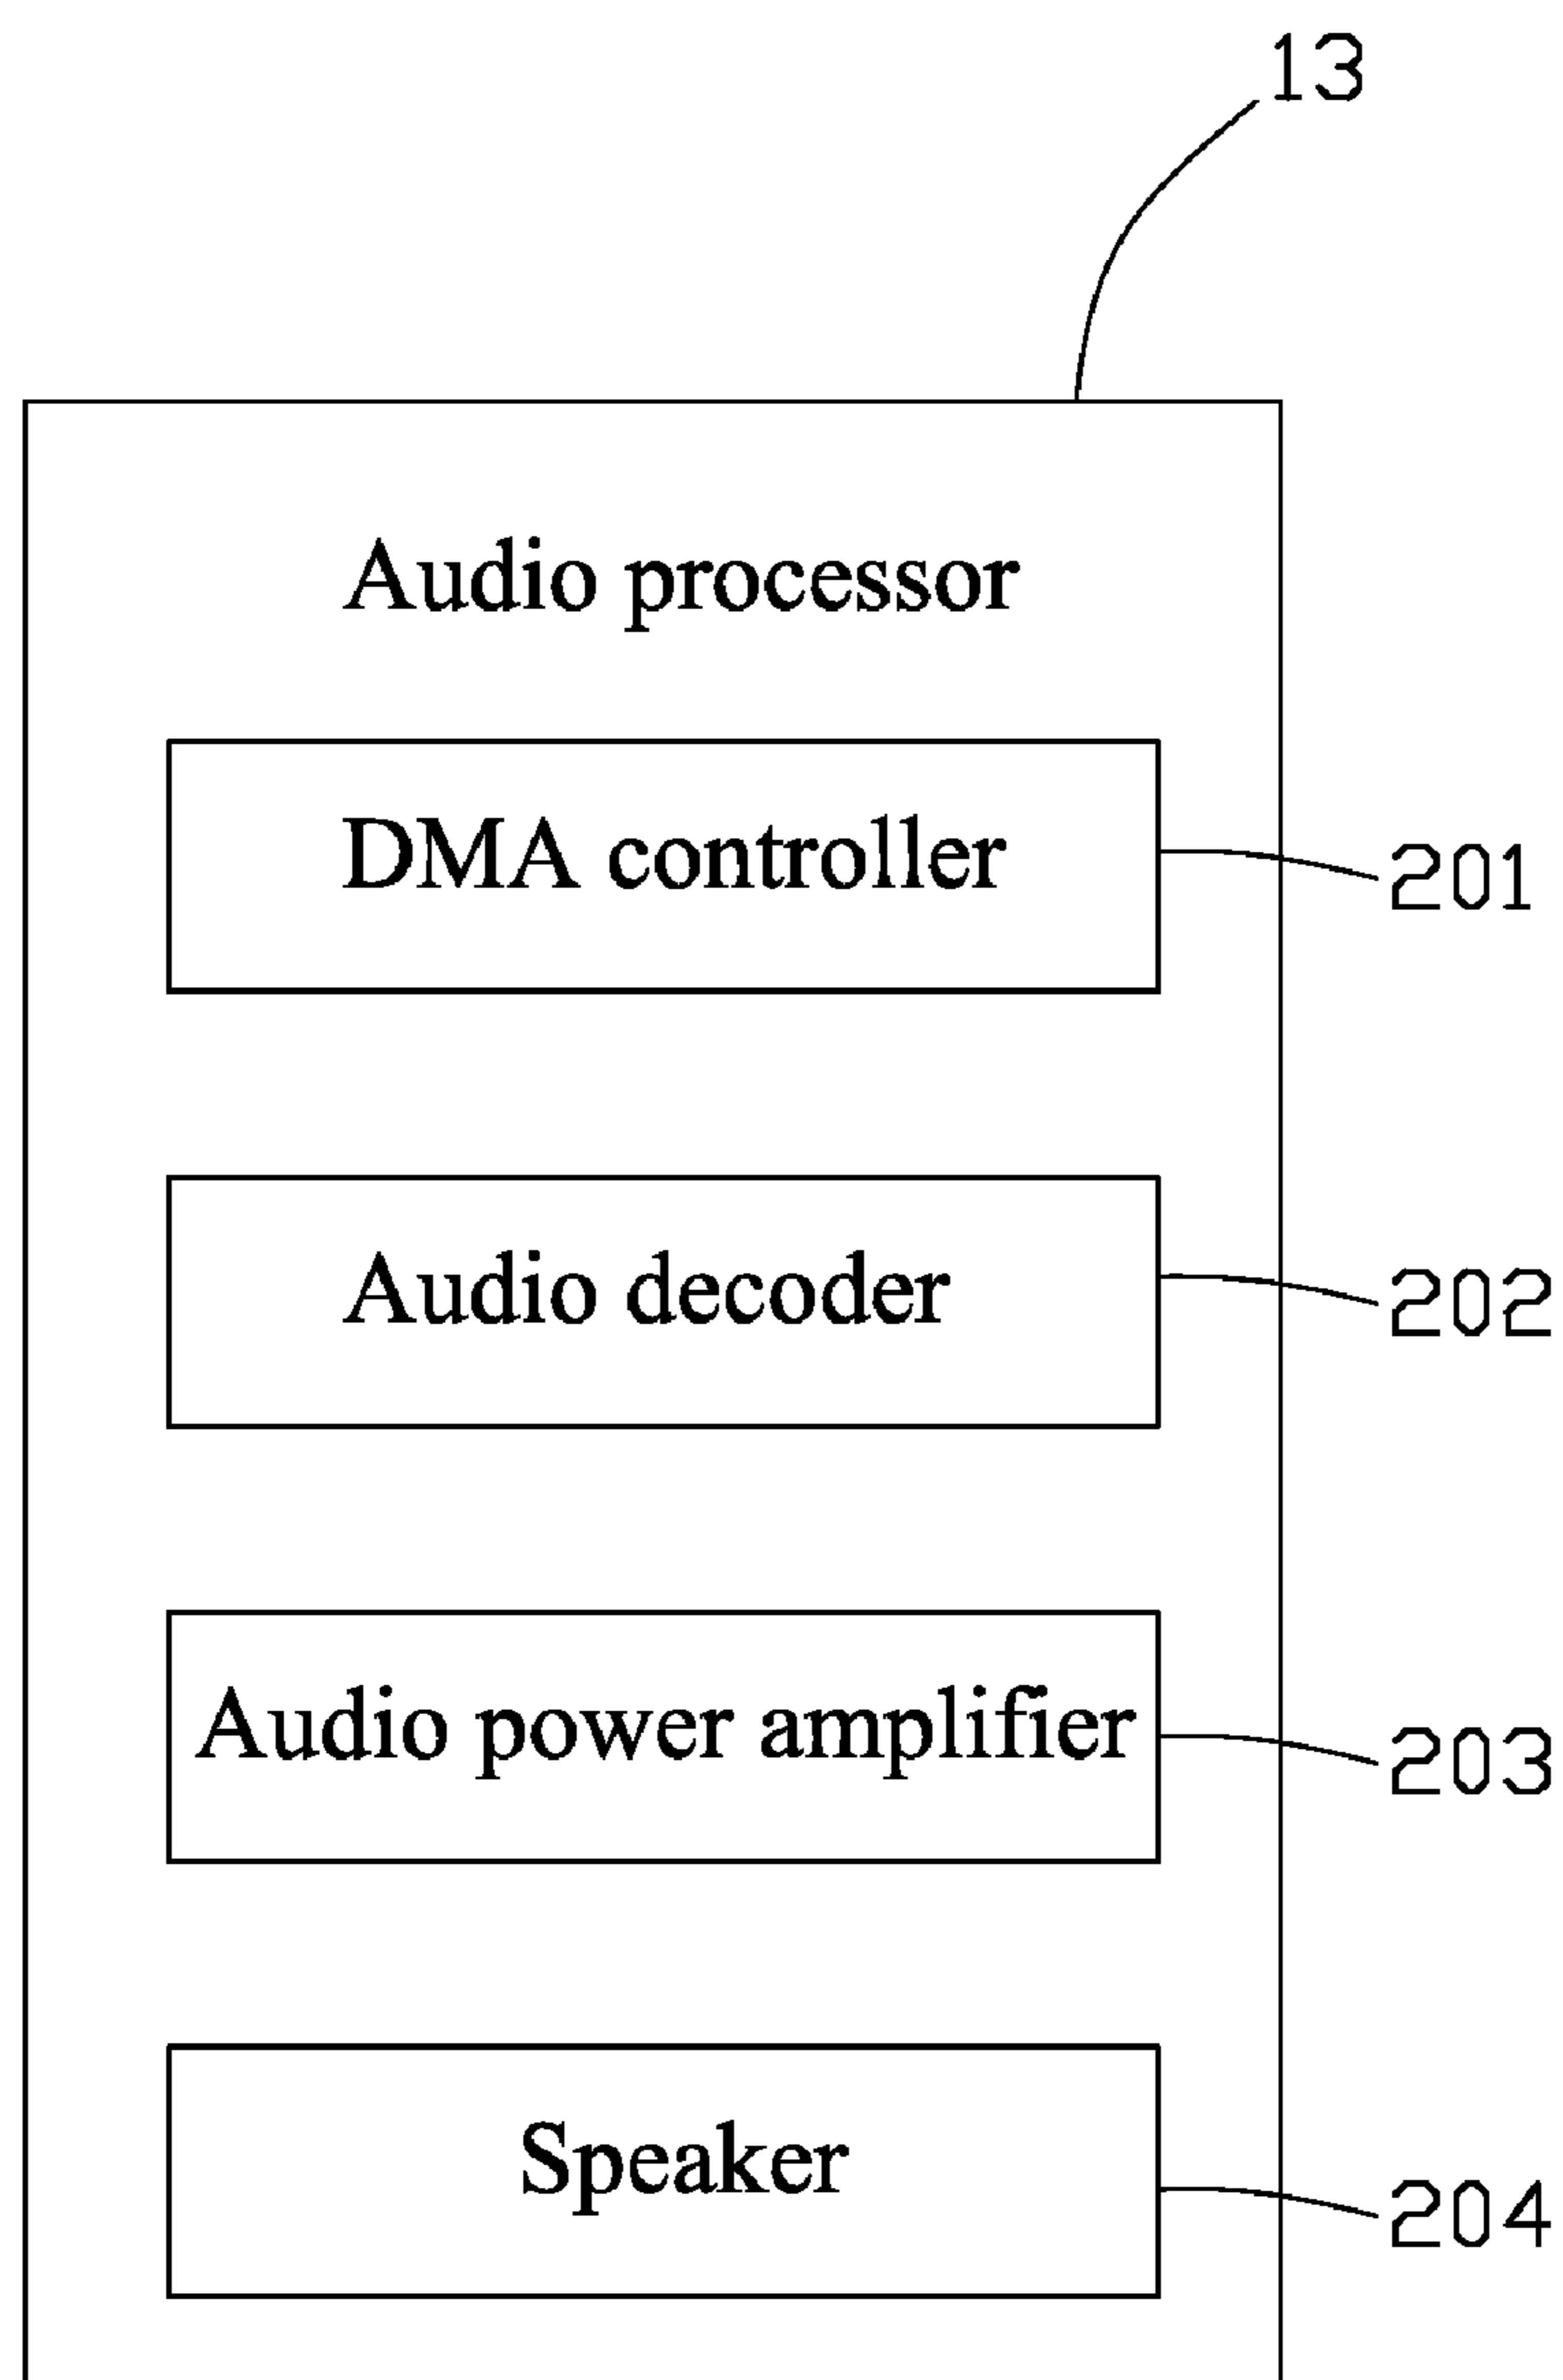 13
Audio processor
DMA controller
201
Audio decoder
202
Audio power amplifier
203
Speaker
204